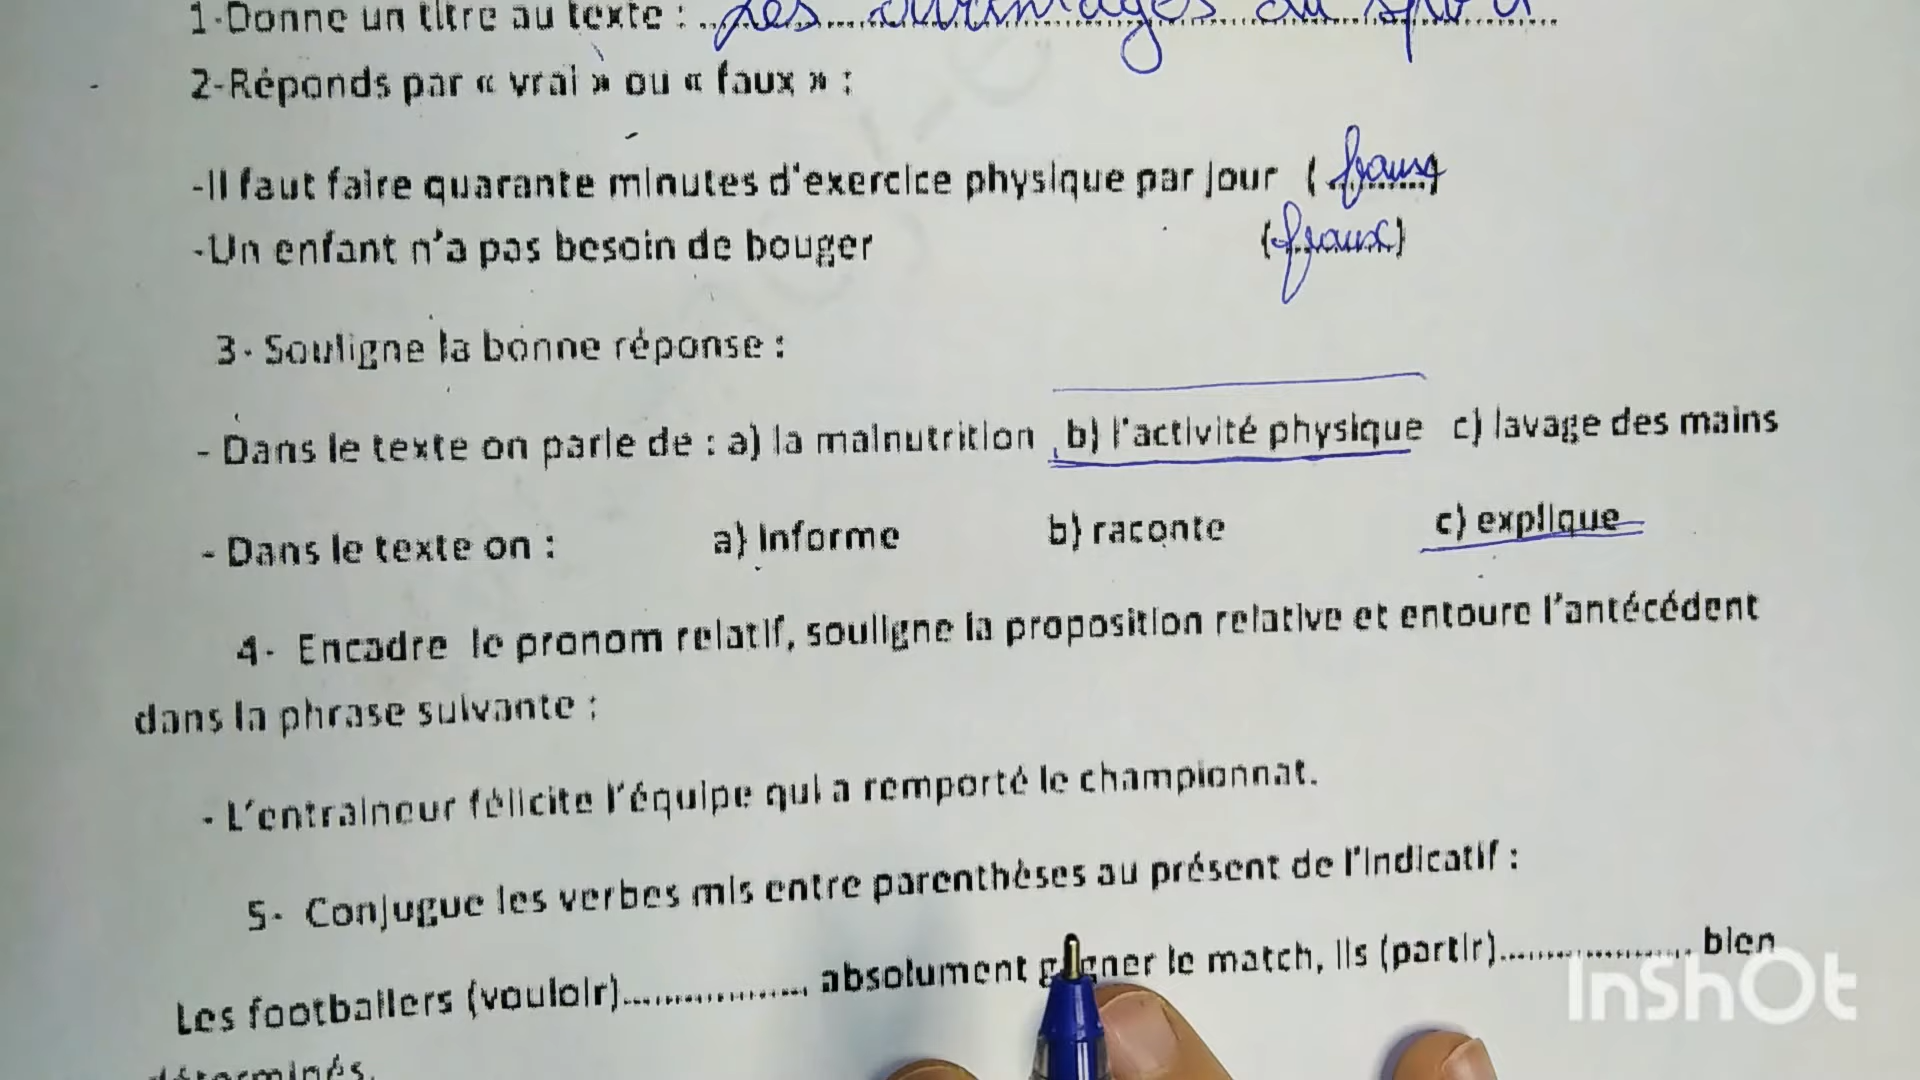 1-Donne un titre au texte : Les avantages du sport
2-Réponds par « vrai » ou « faux » :
-Il faut faire quarante minutes d'exercice physique par jour (faux)
-Un enfant n'a pas besoin de bouger (faux)
3- Souligne la bonne réponse :
- Dans le texte on parle de : a) la malnutrition b) l'activité physique c) lavage des mains
- Dans le texte on : a) Informe b) raconte c) explique
4- Encadre le pronom relatif, souligne la proposition relative et entoure l'antécédent
dans la phrase suivante :
- L'entraineur félicite l'équipe qui a remporté le championnat.
5- Conjugue les verbes mis entre parenthèses au présent de l'indicatif :
Les footballers (vouloir)................... absolument gagner le match, ils (partir)................... bien
déterminés.
InShOt